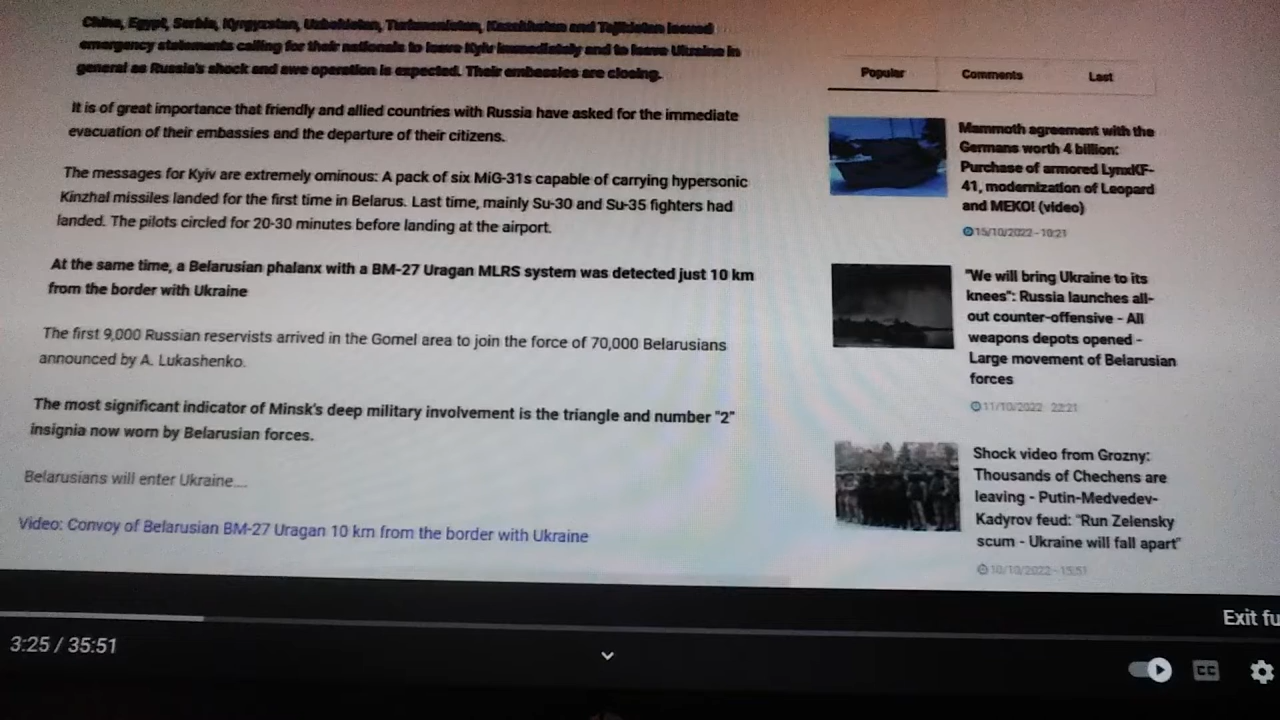 China, Egypt, Serbia, Kyrgyzstan, Uzbekistan, Turkmenistan, Kazakhstan and Tajikistan issued
emergency statements calling for their nationals to leave Kyiv immediately and to leave Ukraine in
general as Russia's shock and awe operation is expected. Their embassies are closing.
It is of great importance that friendly and allied countries with Russia have asked for the immediate
evacuation of their embassies and the departure of their citizens.
The messages for Kyiv are extremely ominous: A pack of six MiG-31s capable of carrying hypersonic
Kinzhal missiles landed for the first time in Belarus. Last time, mainly Su-30 and Su-35 fighters had
landed. The pilots circled for 20-30 minutes before landing at the airport.
At the same time, a Belarusian phalanx with a BM-27 Uragan MLRS system was detected just 10 km
from the border with Ukraine
The first 9,000 Russian reservists arrived in the Gomel area to join the force of 70,000 Belarusians
announced by A. Lukashenko.
The most significant indicator of Minsk's deep military involvement is the triangle and number "2"
insignia now worn by Belarusian forces.
Belarusians will enter Ukraine....
Video: Convoy of Belarusian BM-27 Uragan 10 km from the border with Ukraine
Popular
Comments
Last
Mammoth agreement with the
Germans worth 4 billion:
Purchase of armored LynxKF-
41, modernization of Leopard
and MEKO! (video)
15/10/2022 - 10:21
"We will bring Ukraine to its
knees": Russia launches all-
out counter-offensive - All
weapons depots opened -
Large movement of Belarusian
forces
11/10/2022 22:21
Shock video from Grozny:
Thousands of Chechens are
leaving - Putin-Medvedev-
Kadyrov feud: "Run Zelensky
scum - Ukraine will fall apart"
10/10/2022 - 15:51
Exit fu
3:25 / 35:51
CC